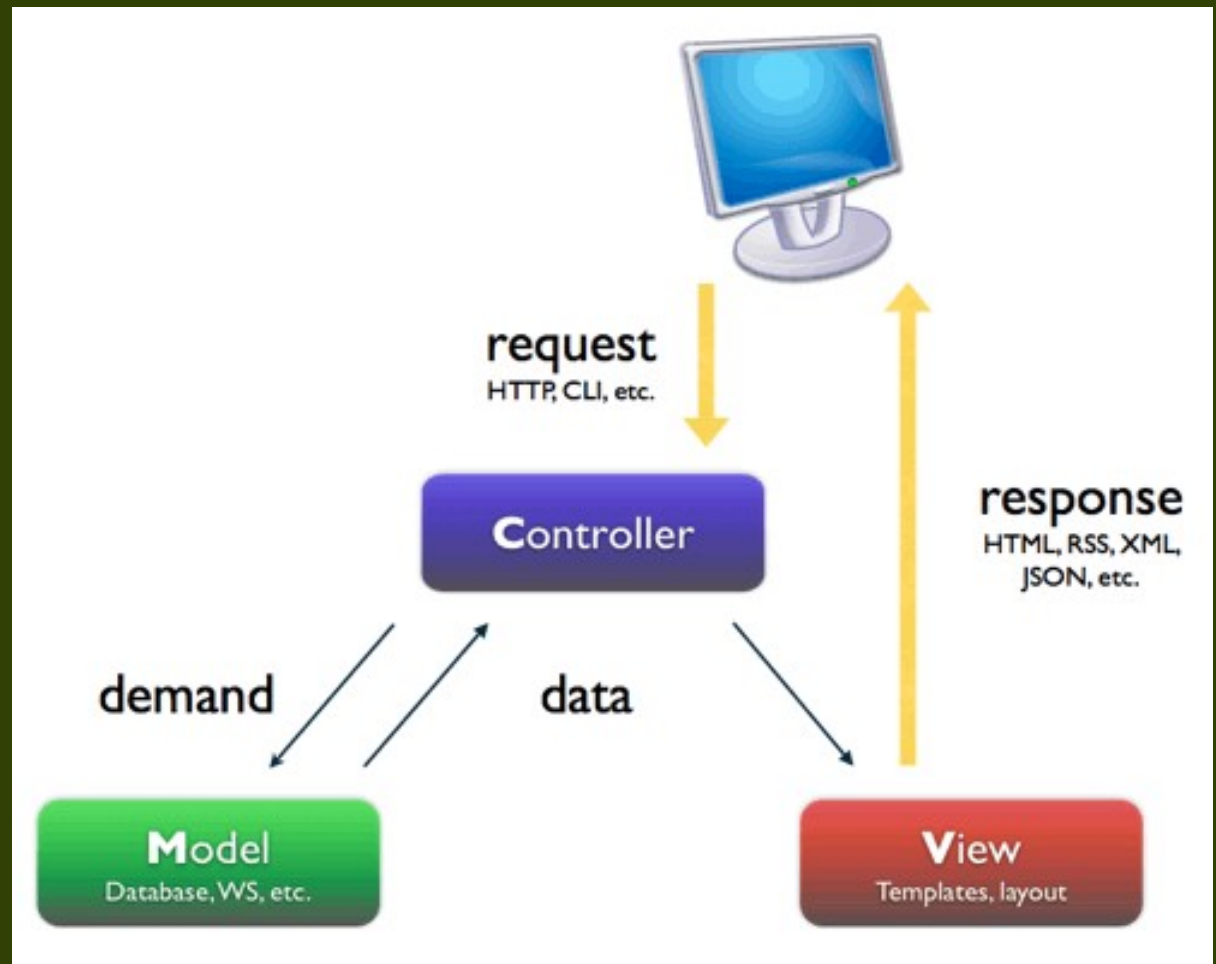 request
HTTP, CLI, etc.
Controller
response
HTML, RSS, XML,
JSON, etc.
demand
data
Model
Database, WS, etc.
View
Templates, layout